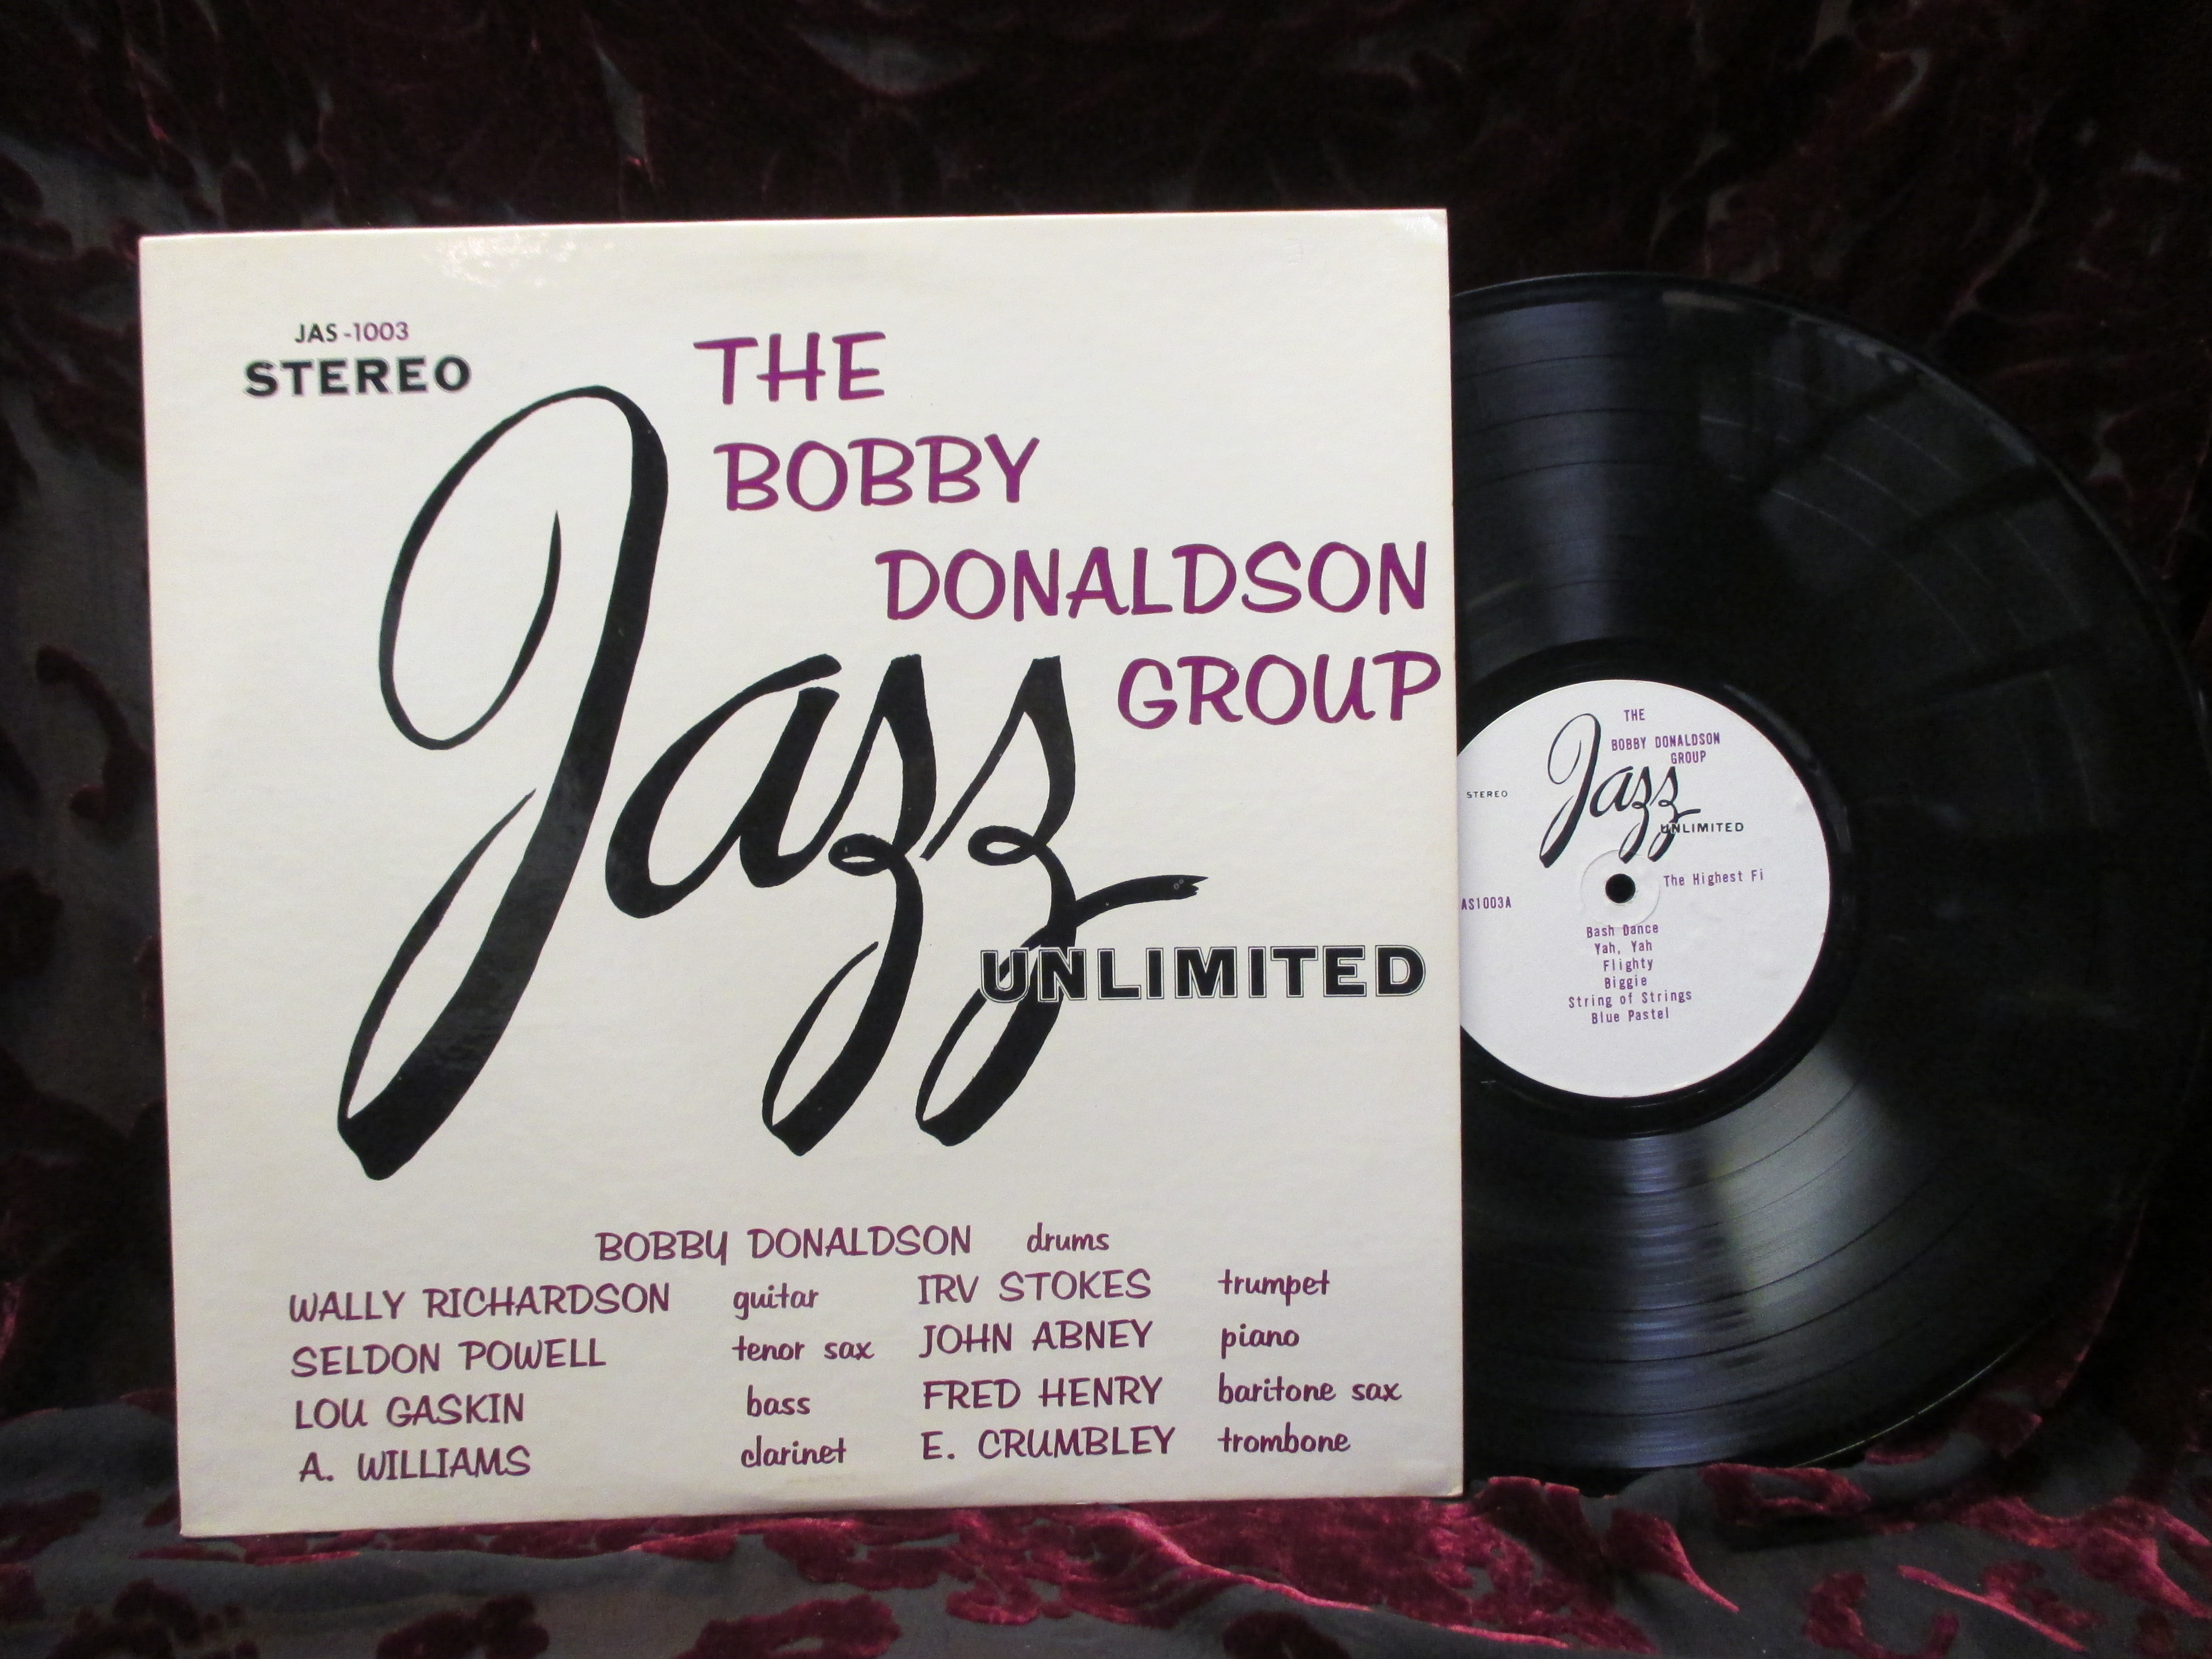 JAS-1003
STEREO
THE
BOBBY
DONALDSON
GROUP
Jazz
UNLIMITED
BOBBY DONALDSON drums
WALLY RICHARDSON guitar
SELDON POWELL tenor sax
LOU GASKIN bass
A. WILLIAMS clarinet
IRV STOKES trumpet
JOHN ABNEY piano
FRED HENRY baritone sax
E. CRUMBLEY trombone
THE
BOBBY DONALDSON
GROUP
Jazz
UNLIMITED
STEREO
The Highest Fi
AS1003A
Bash Dance
Yah, Yah
Flighty
Biggie
String of Strings
Blue Pastel